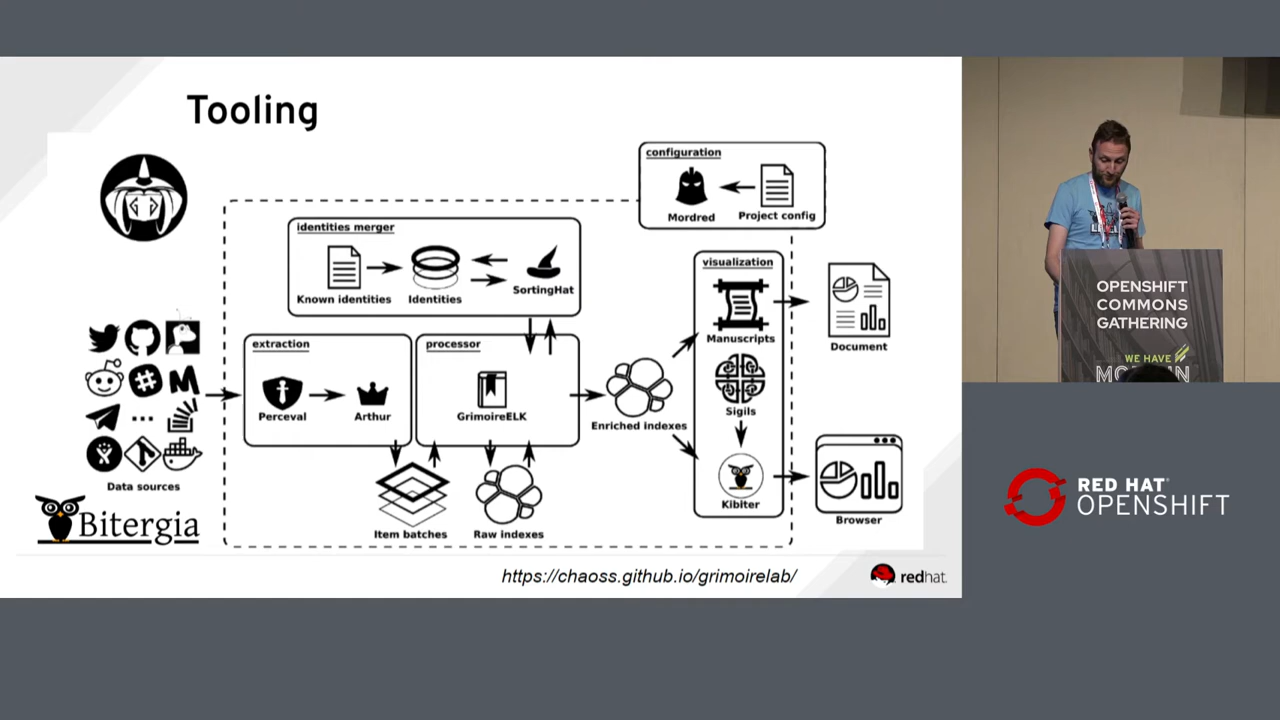 Tooling
configuration
Mordred
Project config
identities merger
Known identities
Identities
SortingHat
visualization
Manuscripts
Document
extraction
Perceval
Arthur
processor
GrimoireELK
Enriched indexes
Sigils
Kibiter
Browser
Data sources
Item batches
Raw indexes
Bitergia
https://chaoss.github.io/grimoirelab/
redhat.
OPENSHIFT
COMMONS
GATHERING
WE HAVE
RED HAT
OPENSHIFT